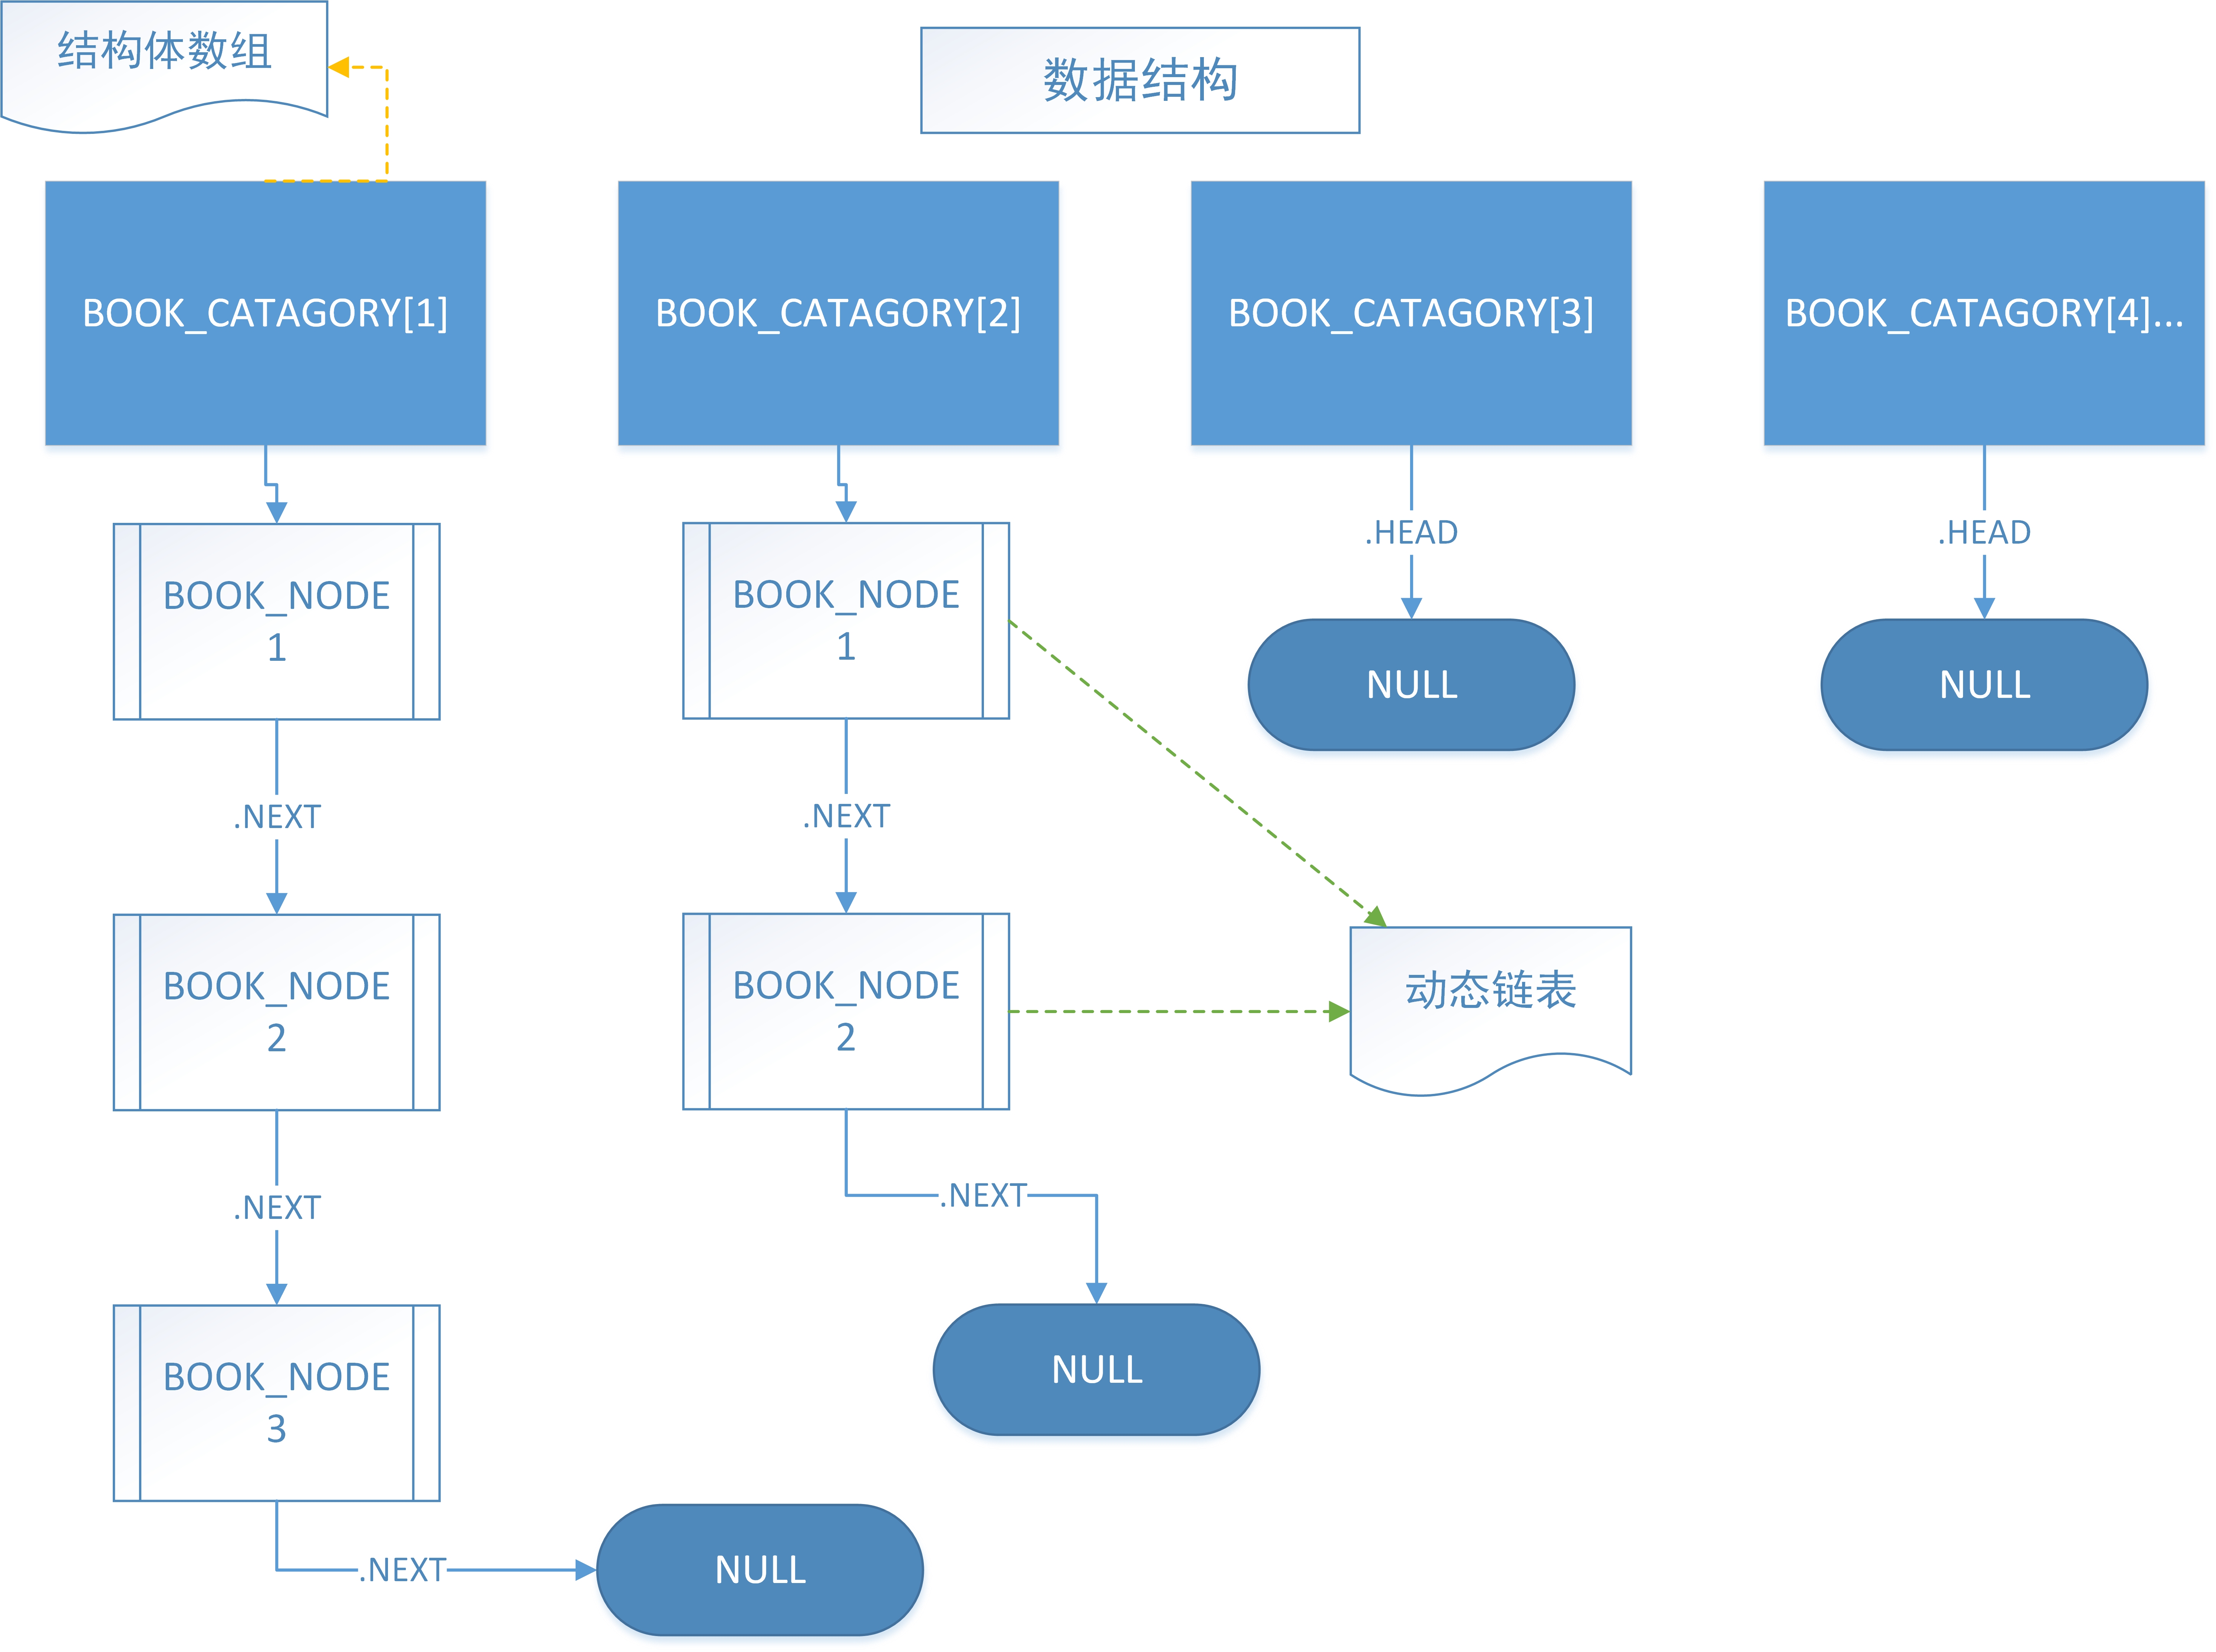 结构体数组
数据结构
BOOK_CATAGORY[1]
BOOK_CATAGORY[2]
BOOK_CATAGORY[3]
BOOK_CATAGORY[4]...
.HEAD
.HEAD
BOOK_NODE
1
BOOK_NODE
1
NULL
NULL
.NEXT
.NEXT
BOOK_NODE
2
BOOK_NODE
2
动态链表
.NEXT
.NEXT
BOOK_NODE
3
NULL
.NEXT
NULL